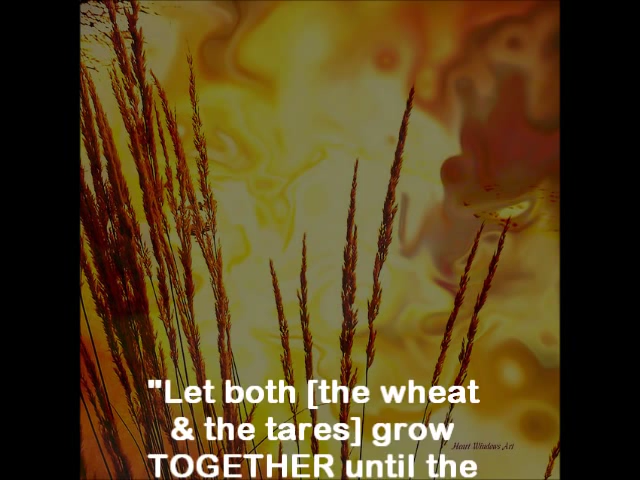 "Let both [the wheat
& the tares] grow
Heart Windows Art
TOGETHER until the